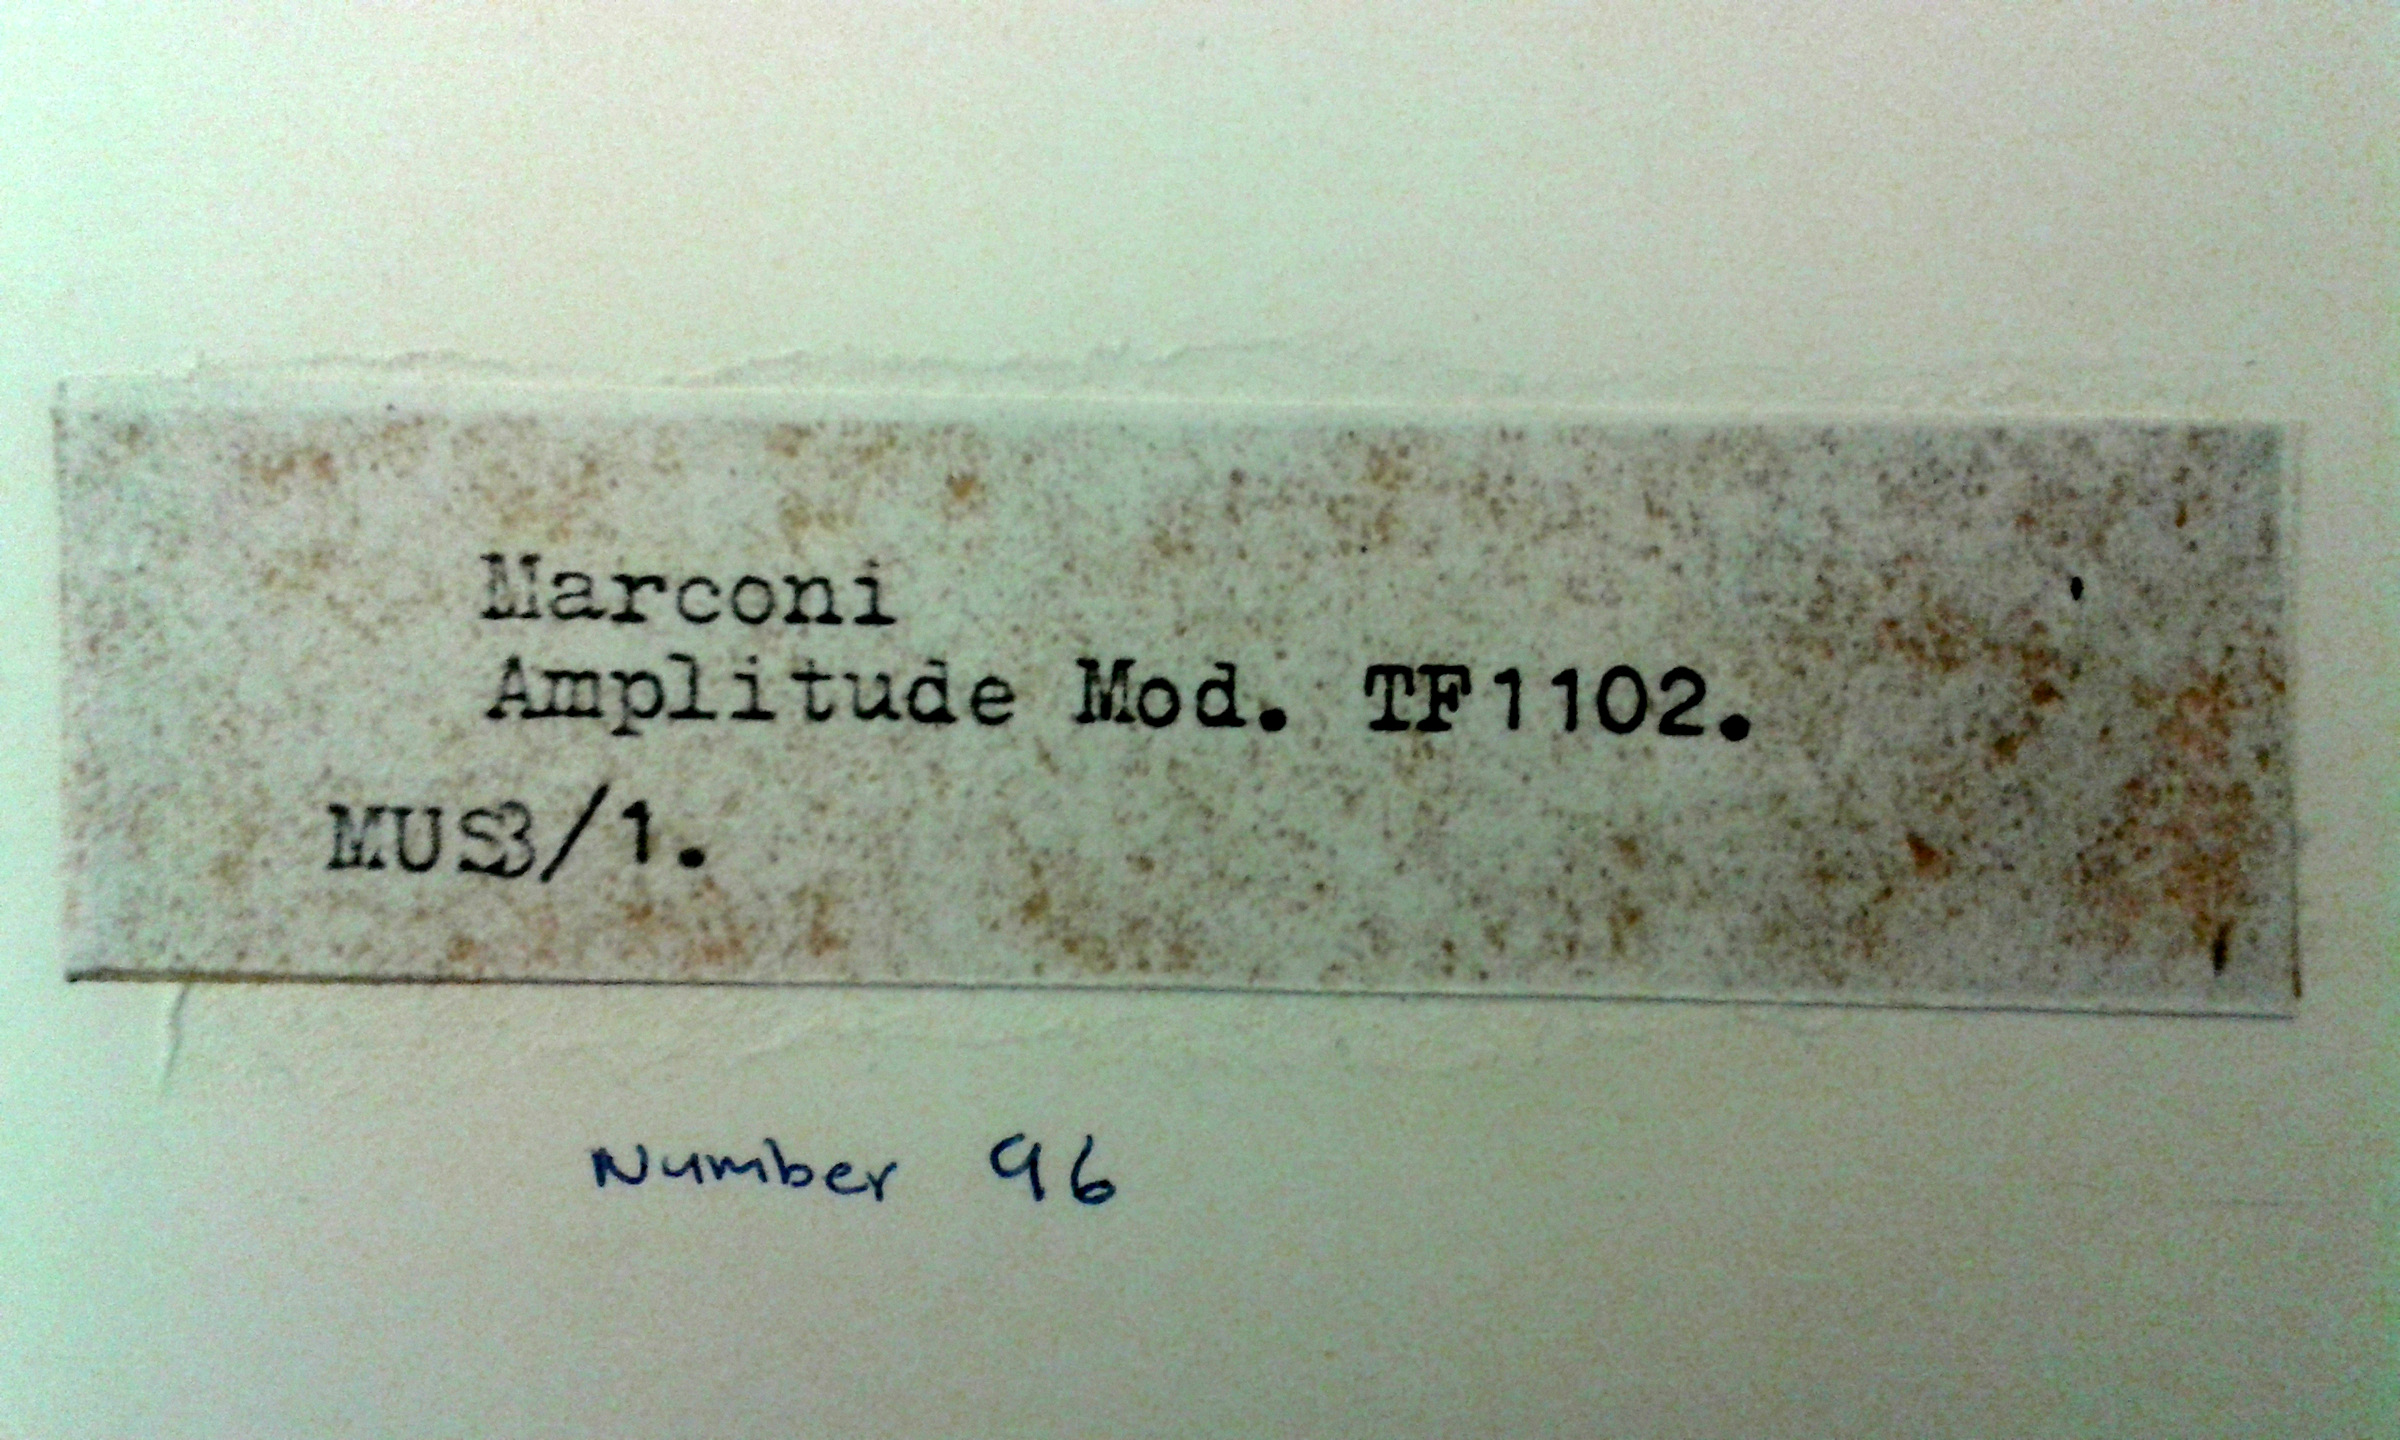 Marconi
Amplitude Mod. TF1102.
MUS3/1.
Number 96